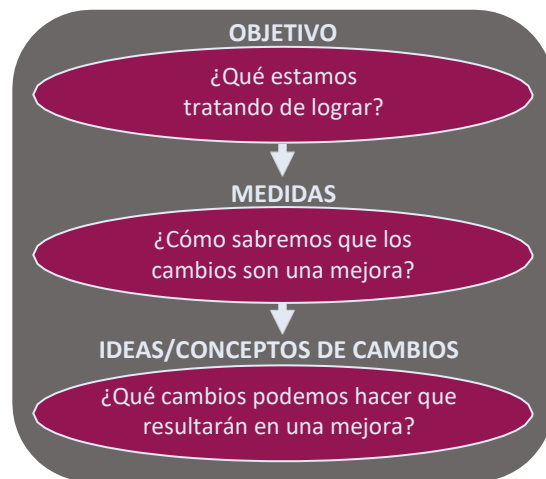 OBJETIVO
¿Qué estamos
tratando de lograr?
MEDIDAS
¿Cómo sabremos que los
cambios son una mejora?
IDEAS/CONCEPTOS DE CAMBIOS
¿Qué cambios podemos hacer que
resultarán en una mejora?